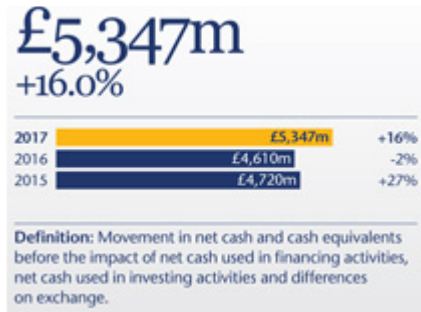 £5,347m
+16.0%
2017 £5,347m +16%
2016 £4,610m -2%
2015 £4,720m +27%
Definition: Movement in net cash and cash equivalents
before the impact of net cash used in financing activities,
net cash used in investing activities and differences
on exchange.